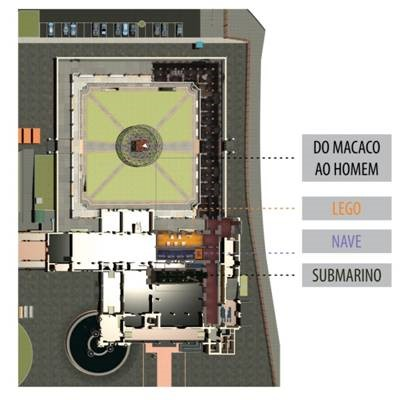 DO MACACO
AO HOMEM
LEGO
NAVE
SUBMARINO